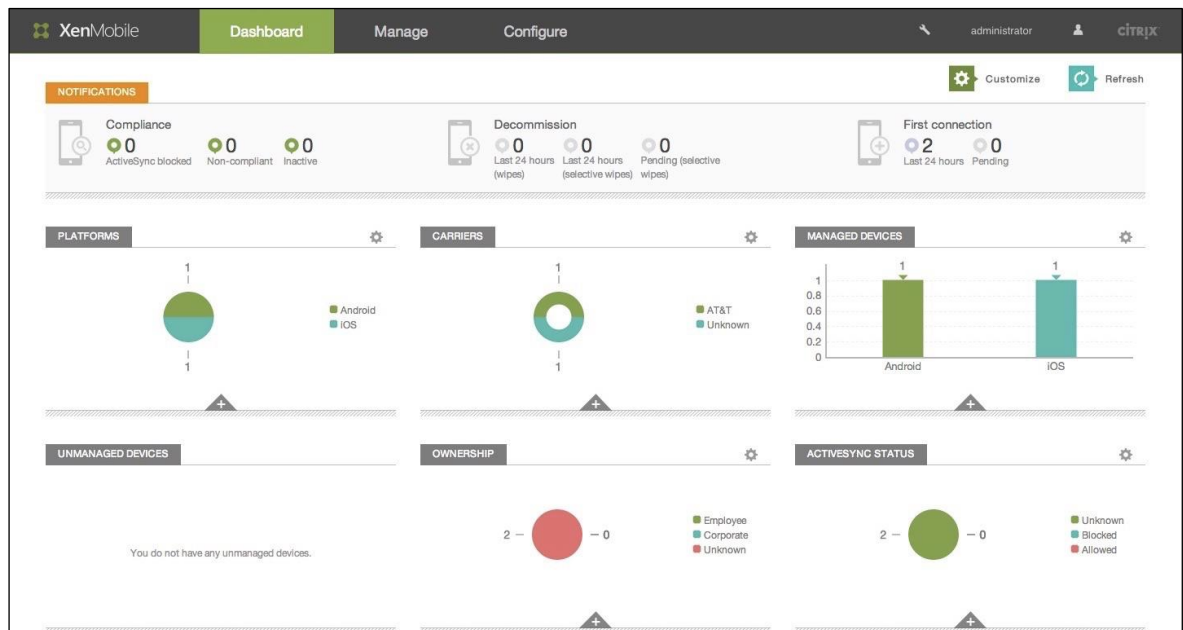 XenMobile Dashboard Manage Configure administrator CİTRIX
Customize Refresh
NOTIFICATIONS
Compliance
0 0 0
ActiveSync blocked Non-compliant Inactive
Decommission
0 0 0
Last 24 hours Last 24 hours Pending (selective
(wipes) (selective wipes) wipes)
First connection
2 0
Last 24 hours Pending
PLATFORMS
1
Android
iOS
1
CARRIERS
1
AT&T
Unknown
1
MANAGED DEVICES
1 1
1
0.8
0.6
0.4
0.2
0
Android iOS
UNMANAGED DEVICES
You do not have any unmanaged devices.
OWNERSHIP
2 0
Employee
Corporate
Unknown
ACTIVESYNC STATUS
2 0
Unknown
Blocked
Allowed